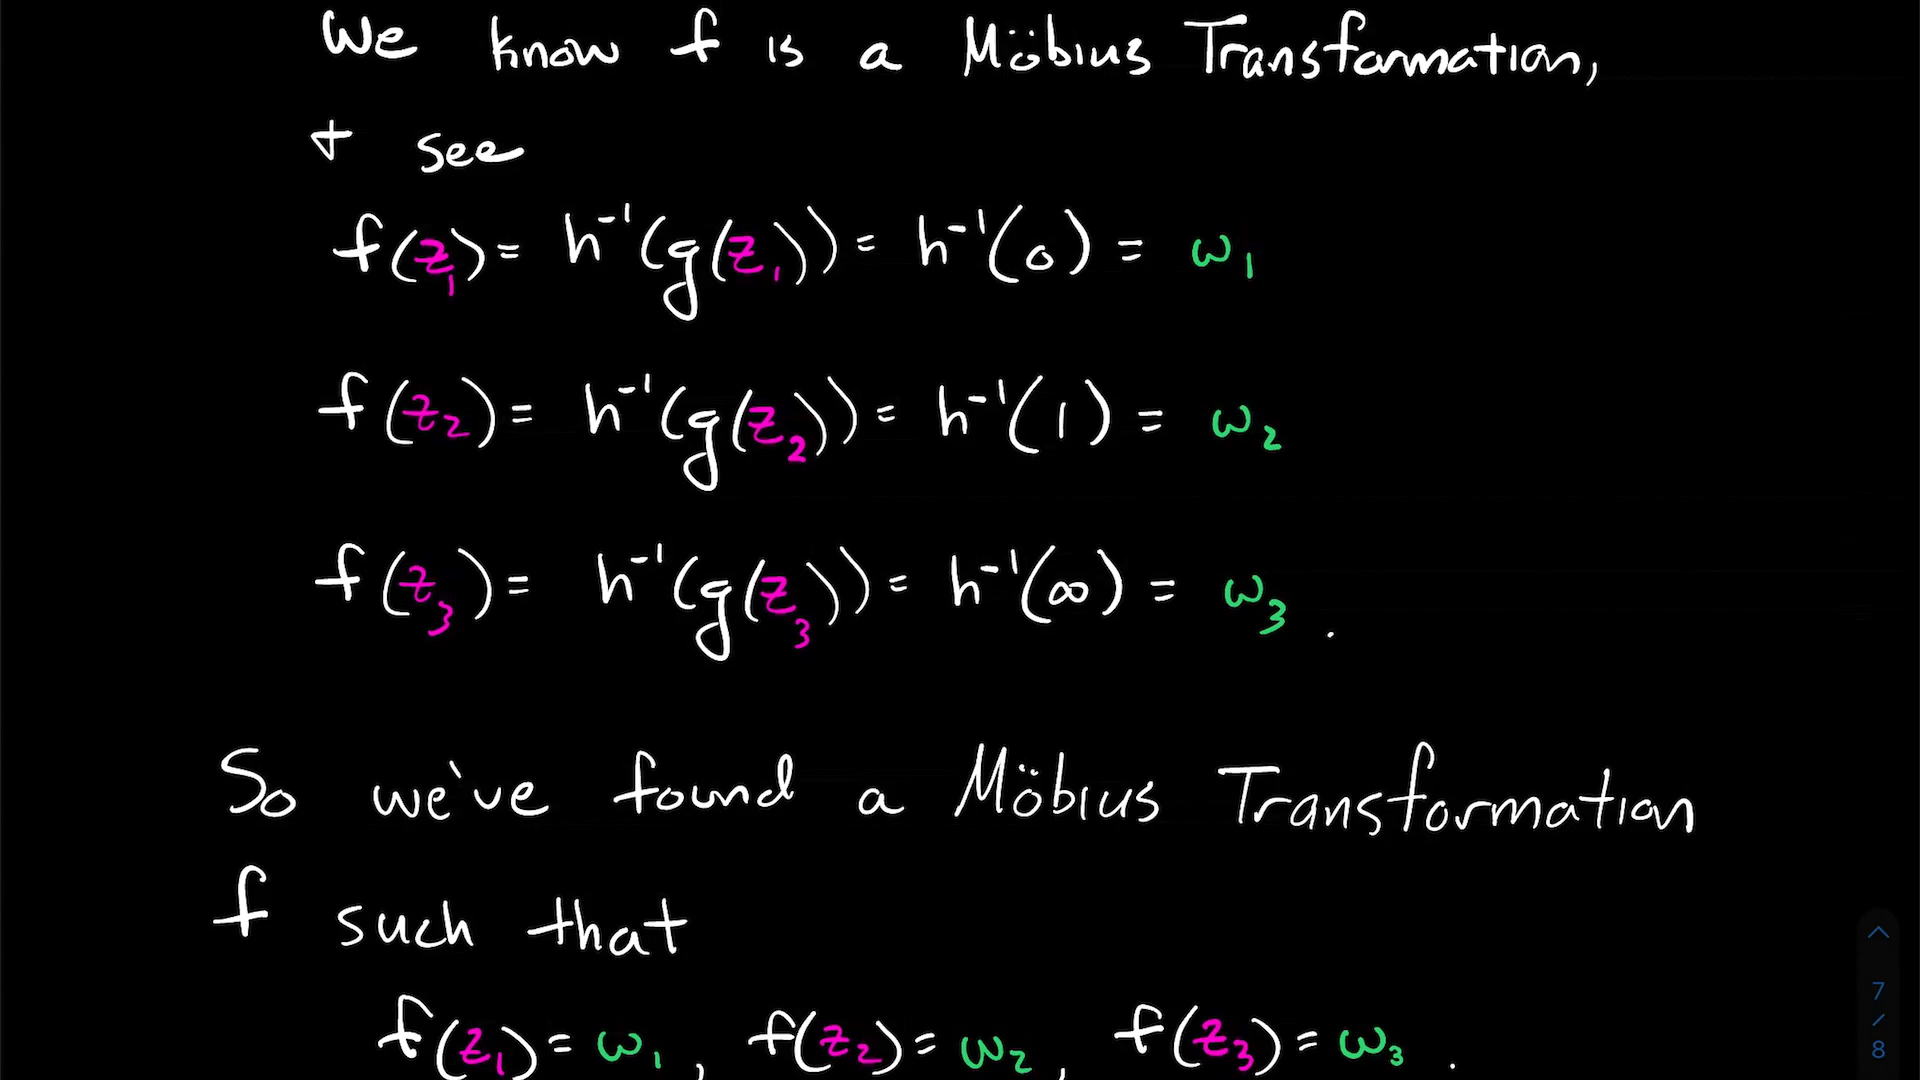 We know f is a Möbius Transformation,
+ see
f(z₁) = h⁻¹(g(z₁)) = h⁻¹(0) = ω₁
f(z₂) = h⁻¹(g(z₂)) = h⁻¹(1) = ω₂
f(z₃) = h⁻¹(g(z₃)) = h⁻¹(∞) = ω₃ .
So we've found a Möbius Transformation
f such that
f(z₁) = ω₁ , f(z₂) = ω₂ , f(z₃) = ω₃ .
7
/
8